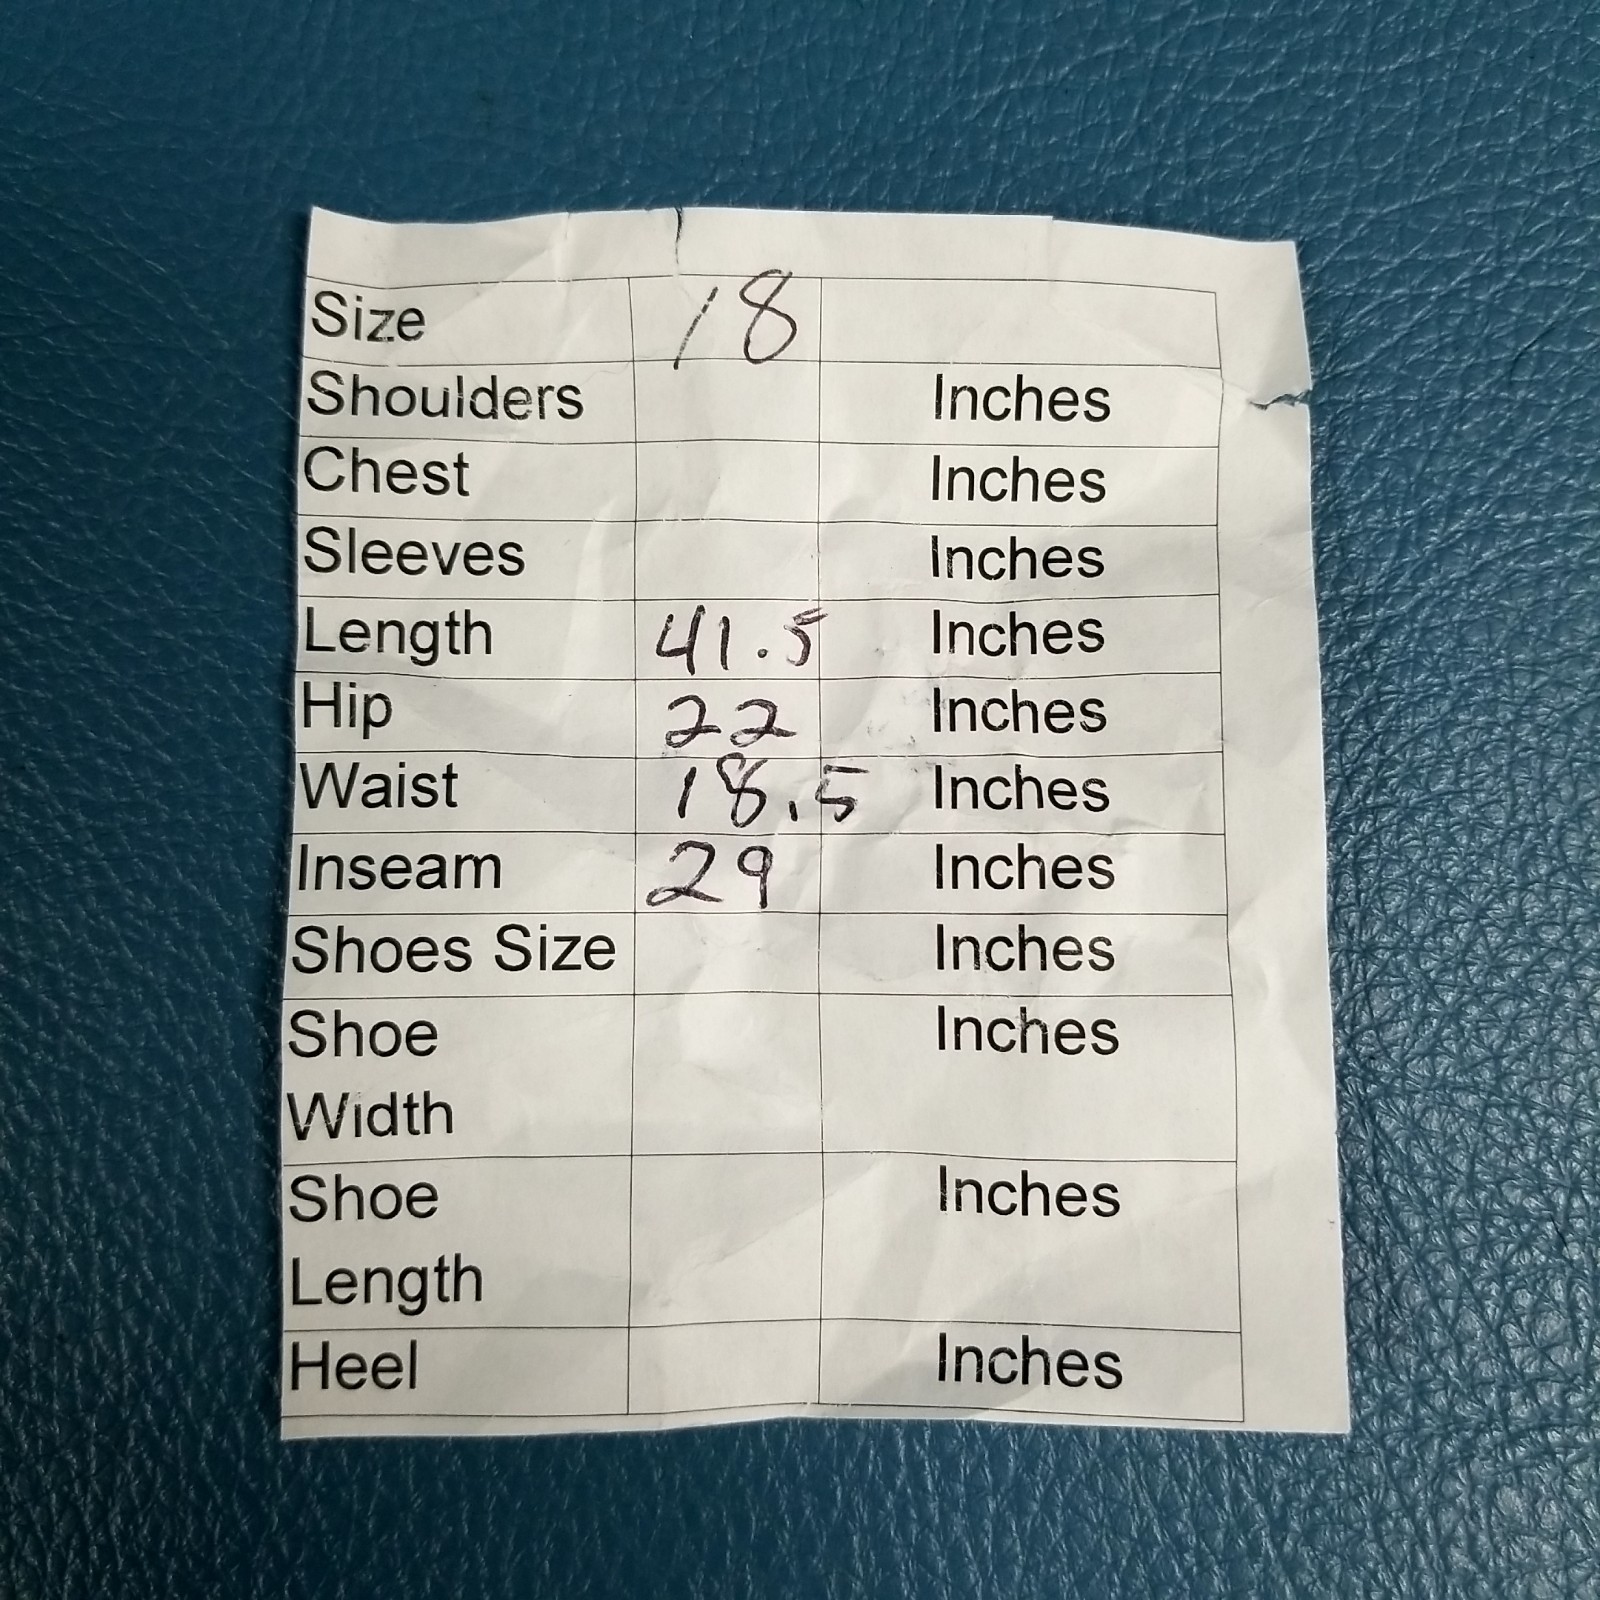 Size 18
Shoulders Inches
Chest Inches
Sleeves Inches
Length 41.5 Inches
Hip 22 Inches
Waist 18.5 Inches
Inseam 29 Inches
Shoes Size Inches
Shoe Inches
Width
Shoe Inches
Length
Heel Inches